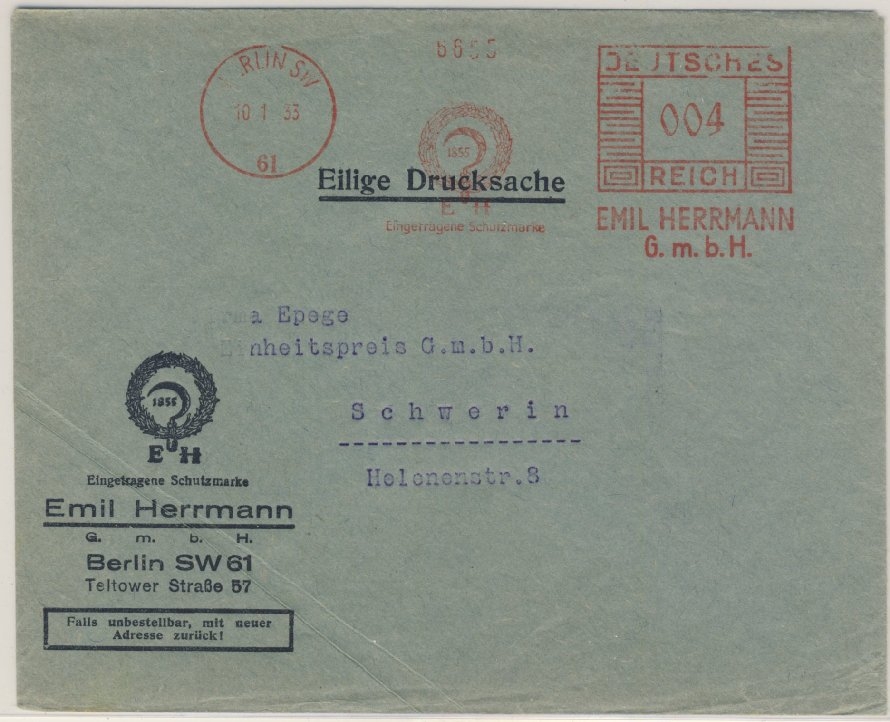 BERLIN SW
10.1.33
61
DEUTSCHES
004
REICH
EMIL HERRMANN
G. m. b. H.
1855
E H
Eingetragene Schutzmarke
Eilige Drucksache
Epege
Einheitspreis G.m.b.H.
Schwerin
Helenenstr.8
1855
E H
Eingetragene Schutzmarke
Emil Herrmann
G. m. b. H.
Berlin SW 61
Teltower Straße 57
Falls unbestellbar, mit neuer
Adresse zurück!